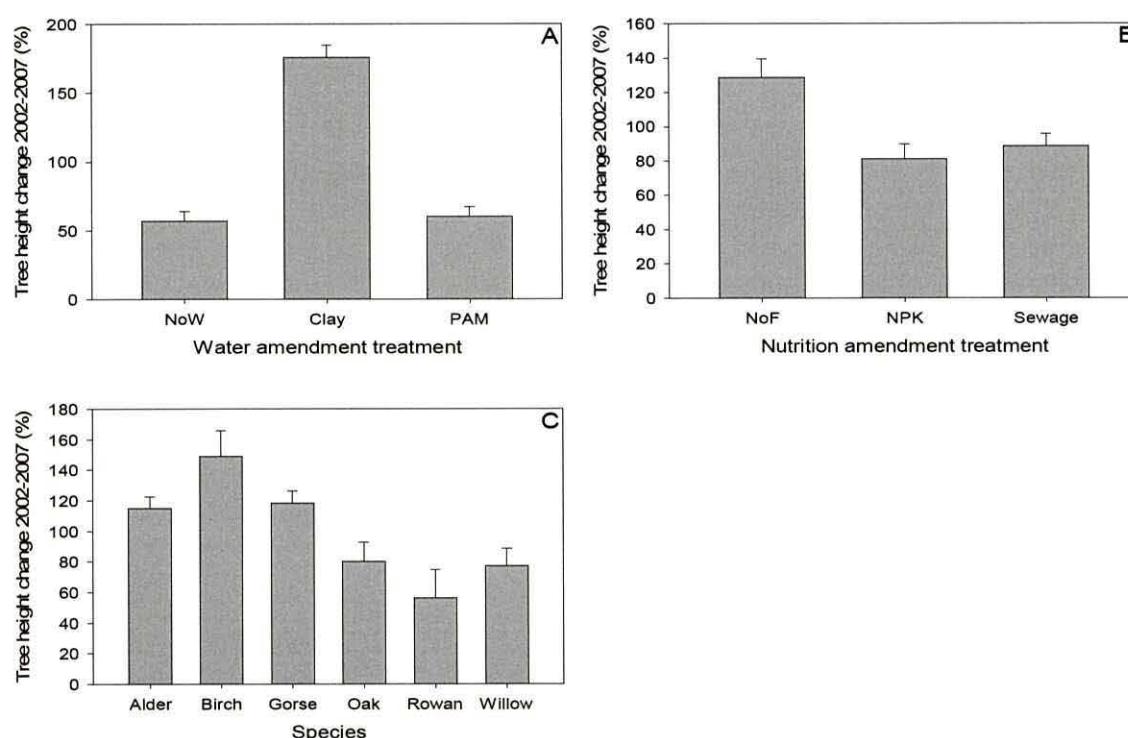 A
Tree height change 2002-2007 (%)
200
150
100
50
0
NoW Clay PAM
Water amendment treatment
B
Tree height change 2002-2007 (%)
160
140
120
100
80
60
40
20
0
NoF NPK Sewage
Nutrition amendment treatment
C
Tree height change 2002-2007 (%)
180
160
140
120
100
80
60
40
20
0
Alder Birch Gorse Oak Rowan Willow
Species